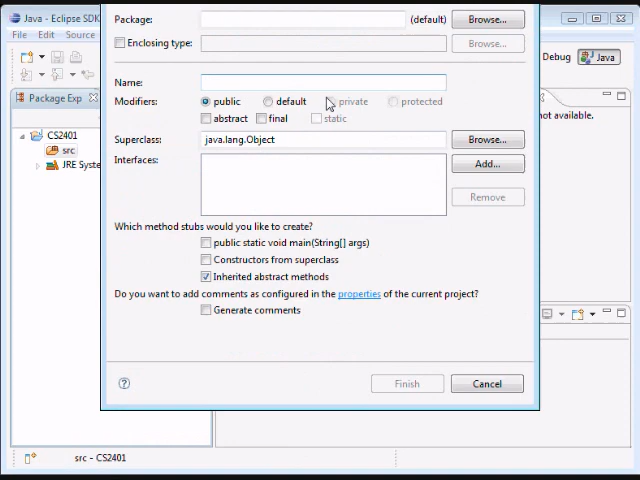 Java - Eclipse SDK
File Edit Source
Debug Java
Package Exp
CS2401
src
JRE Syste
Package: (default) Browse...
Enclosing type: Browse...
Name:
Modifiers: public default private protected
abstract final static
Superclass: java.lang.Object Browse...
Interfaces: Add...
Remove
Which method stubs would you like to create?
public static void main(String[] args)
Constructors from superclass
Inherited abstract methods
Do you want to add comments as configured in the properties of the current project?
Generate comments
? Finish Cancel
not available.
src - CS2401